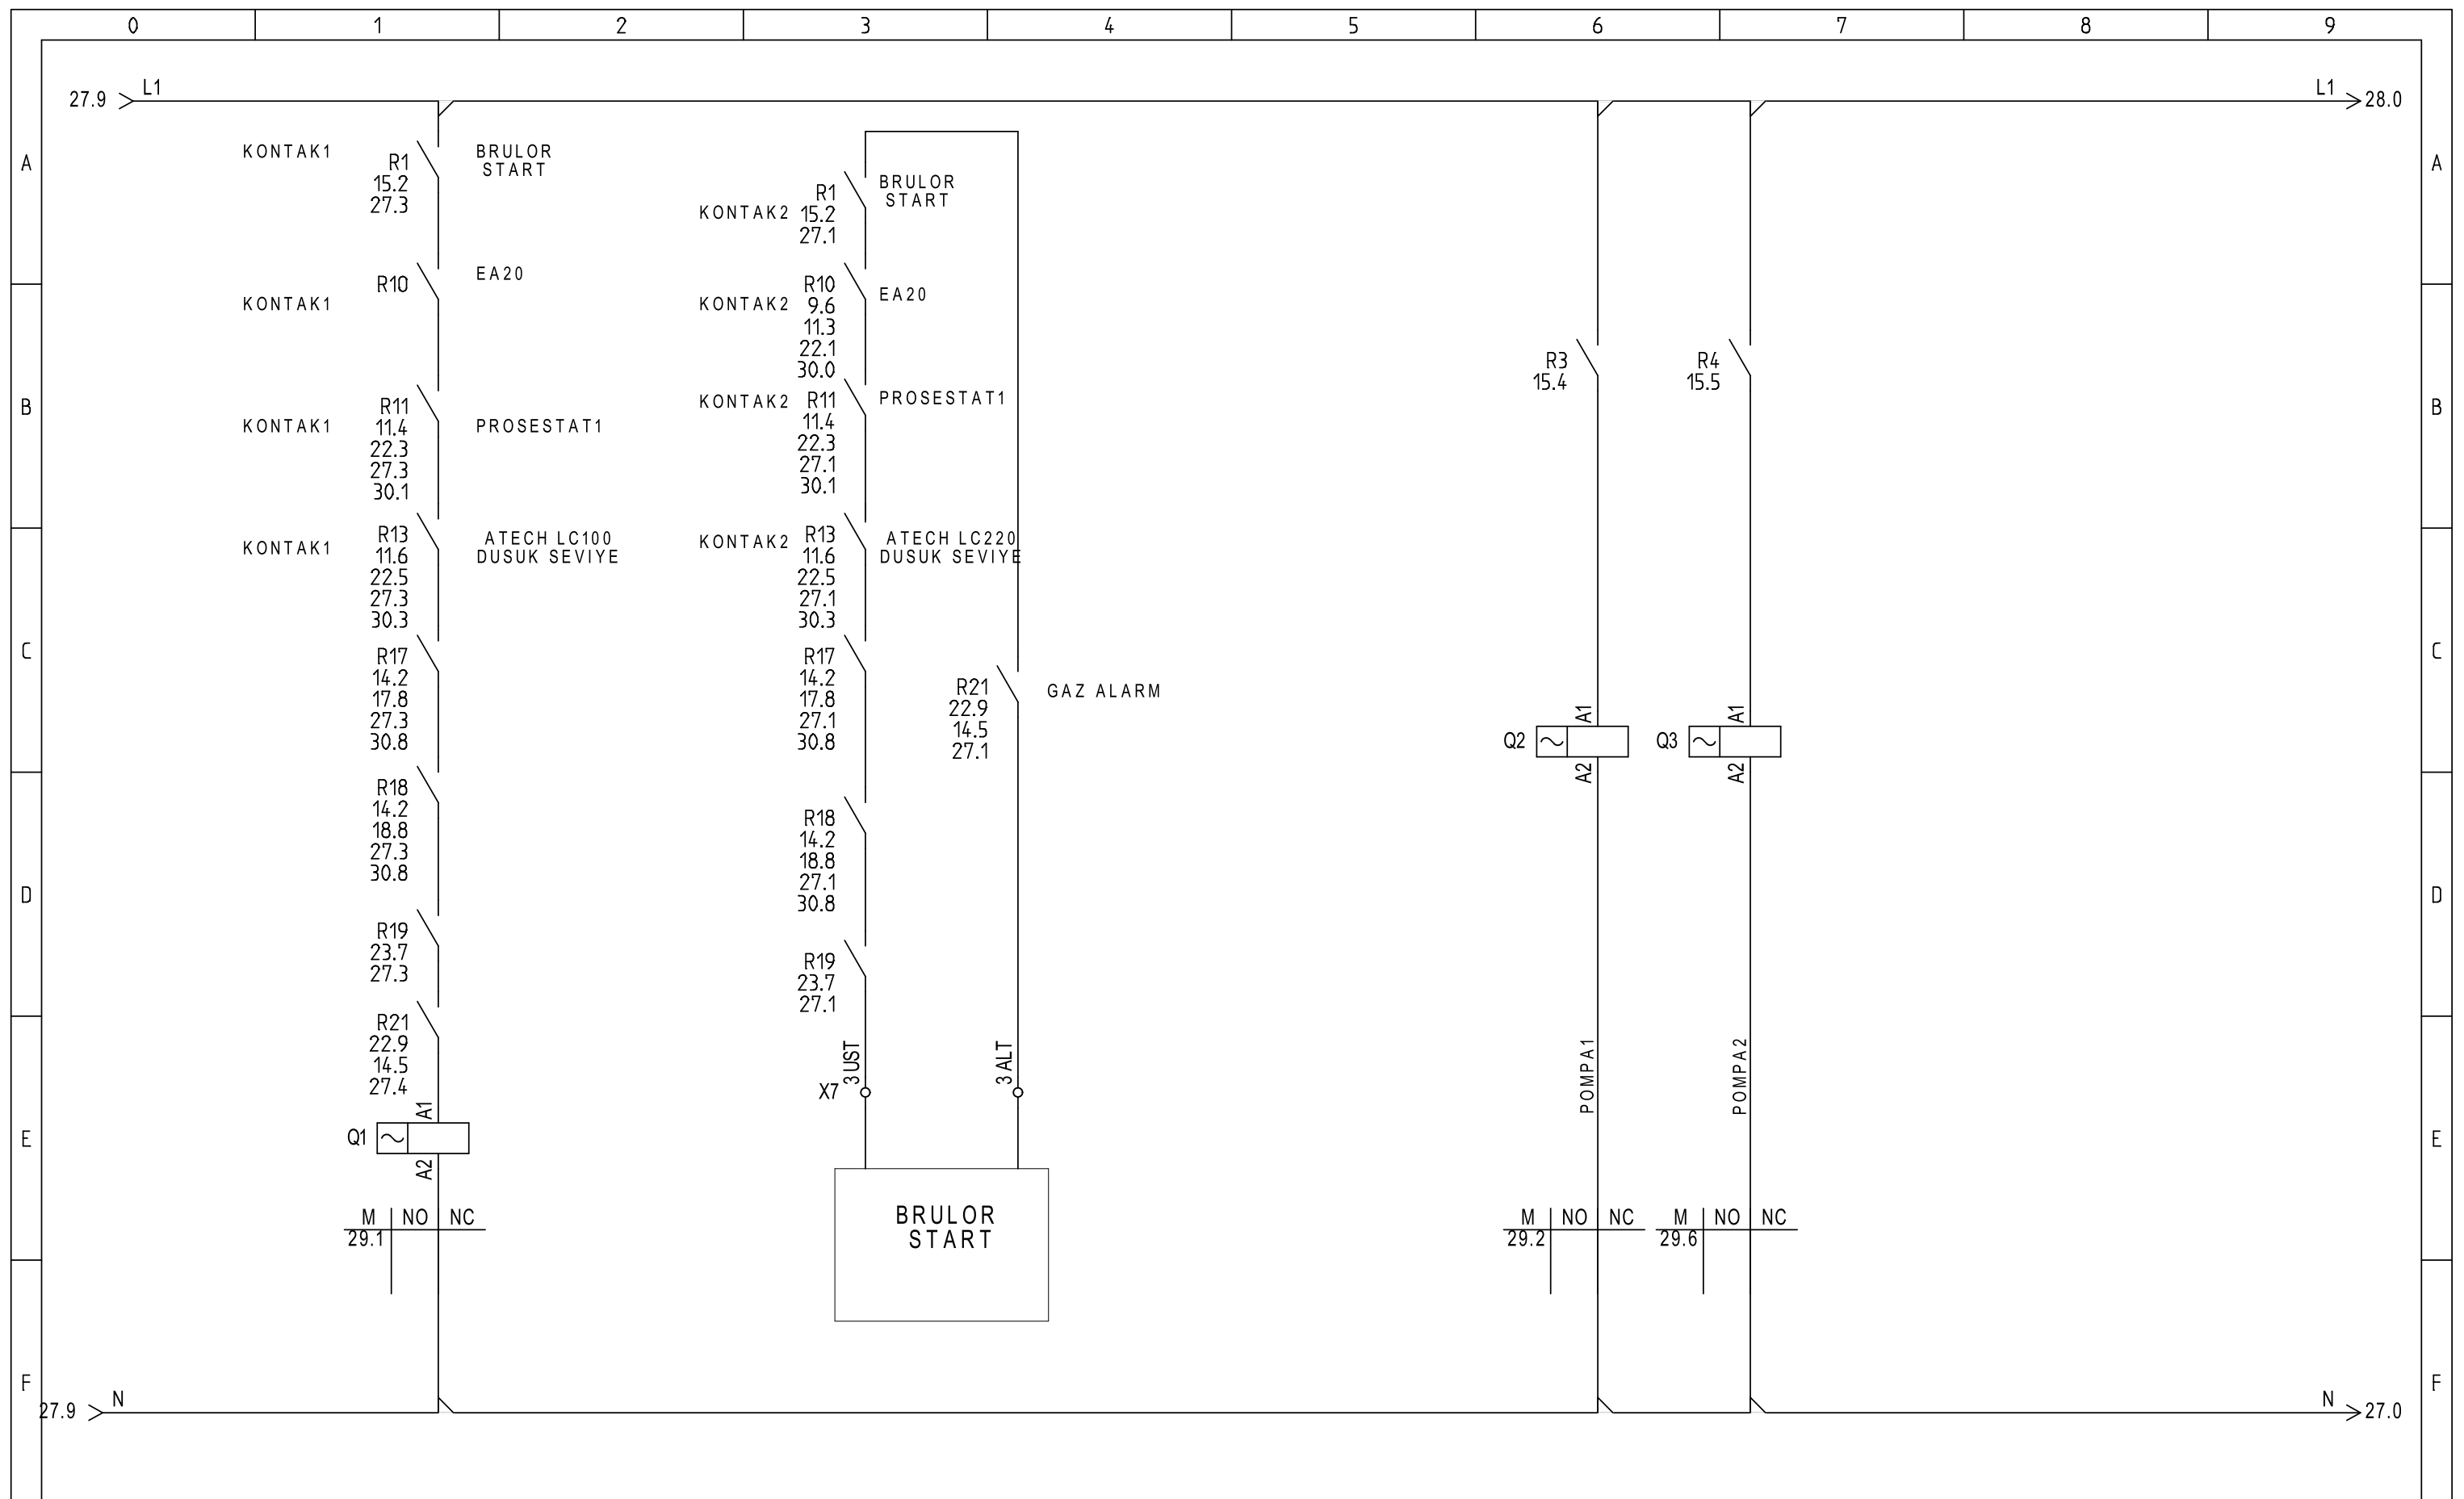 0 1 2 3 4 5 6 7 8 9
27.9 L1
L1 28.0
A
A
KONTAK1
R1
15.2
27.3
BRULOR
START
KONTAK1
R10
EA20
KONTAK1
R11
11.4
22.3
27.3
30.1
PROSESTAT1
KONTAK1
R13
11.6
22.5
27.3
30.3
ATECH LC100
DUSUK SEVIYE
R17
14.2
17.8
27.3
30.8
R18
14.2
18.8
27.3
30.8
R19
23.7
27.3
R21
22.9
14.5
27.4
A1
Q1
A2
M NO NC
29.1
KONTAK2
R1
15.2
27.1
BRULOR
START
KONTAK2
R10
9.6
11.3
22.1
30.0
EA20
KONTAK2
R11
11.4
22.3
27.1
30.1
PROSESTAT1
KONTAK2
R13
11.6
22.5
27.1
30.3
ATECH LC220
DUSUK SEVIYE
R17
14.2
17.8
27.1
30.8
R18
14.2
18.8
27.1
30.8
R19
23.7
27.1
R21
22.9
14.5
27.1
GAZ ALARM
X7
3 UST
3 ALT
BRULOR
START
R3
15.4
A1
Q2
A2
POMPA1
M NO NC
29.2
R4
15.5
A1
Q3
A2
POMPA2
M NO NC
29.6
B
B
C
C
D
D
E
E
F
F
27.9 N
N 27.0